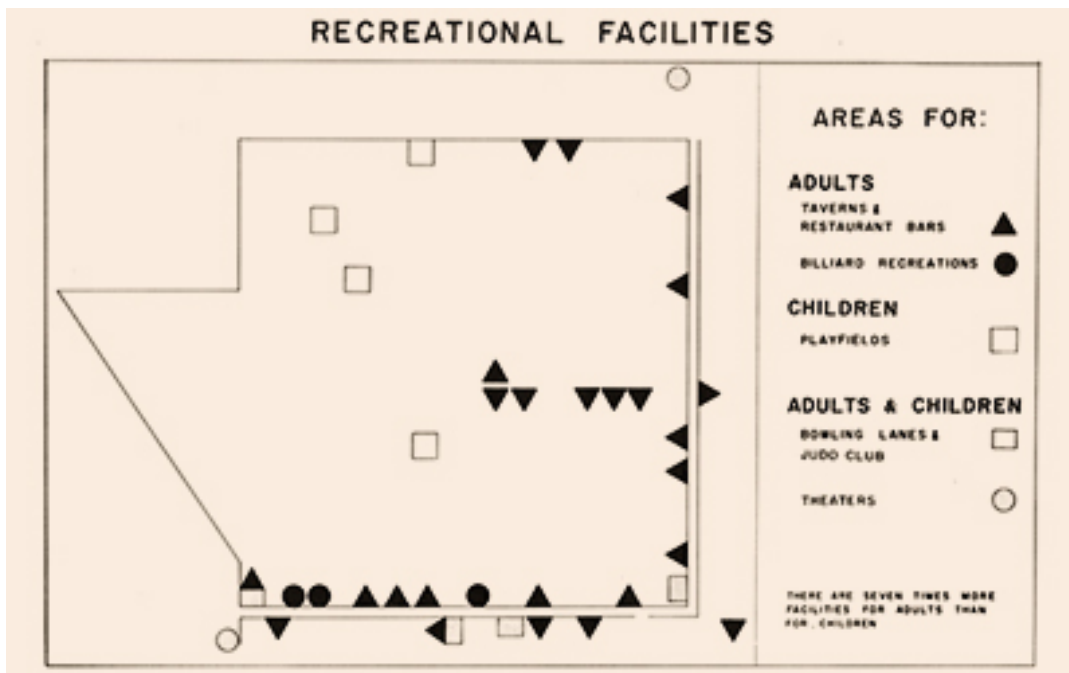 RECREATIONAL FACILITIES
AREAS FOR:
ADULTS
TAVERNS &
RESTAURANT BARS
BILLIARD RECREATIONS
CHILDREN
PLAYFIELDS
ADULTS & CHILDREN
BOWLING LANES &
JUDO CLUB
THEATERS
THERE ARE SEVEN TIMES MORE
FACILITIES FOR ADULTS THAN
FOR CHILDREN